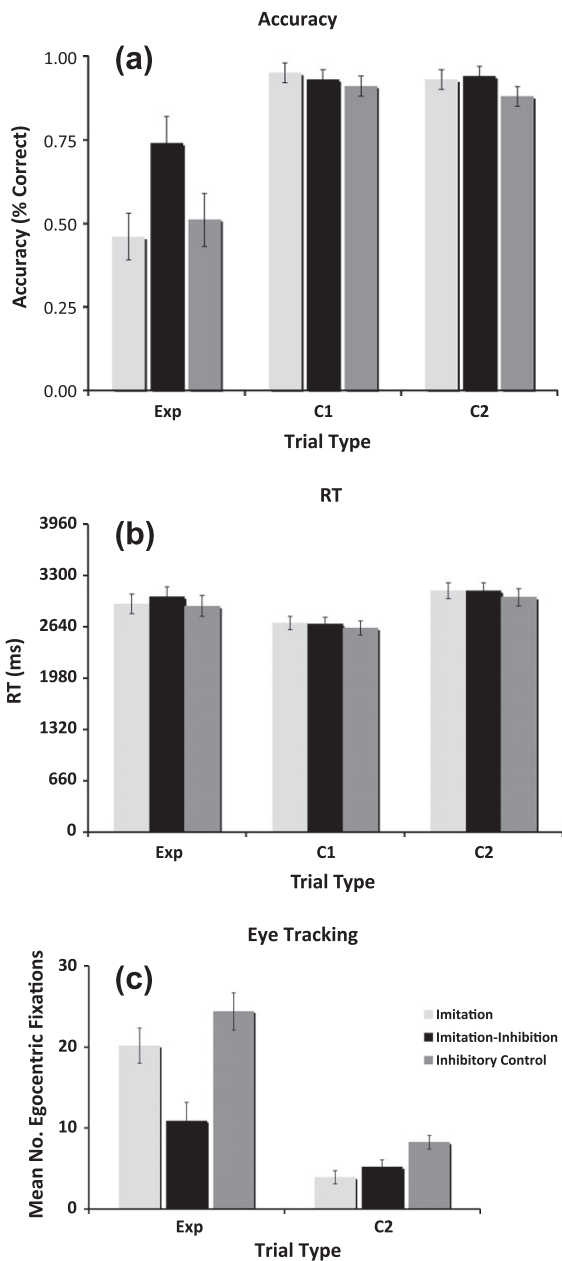 Accuracy
(a)
1.00
0.75
0.50
0.25
0.00
Accuracy (% Correct)
Exp C1 C2
Trial Type
RT
(b)
3960
3300
2640
1980
1320
660
0
RT (ms)
Exp C1 C2
Trial Type
Eye Tracking
(c)
30
20
10
0
Mean No. Egocentric Fixations
Imitation
Imitation-Inhibition
Inhibitory Control
Exp C2
Trial Type